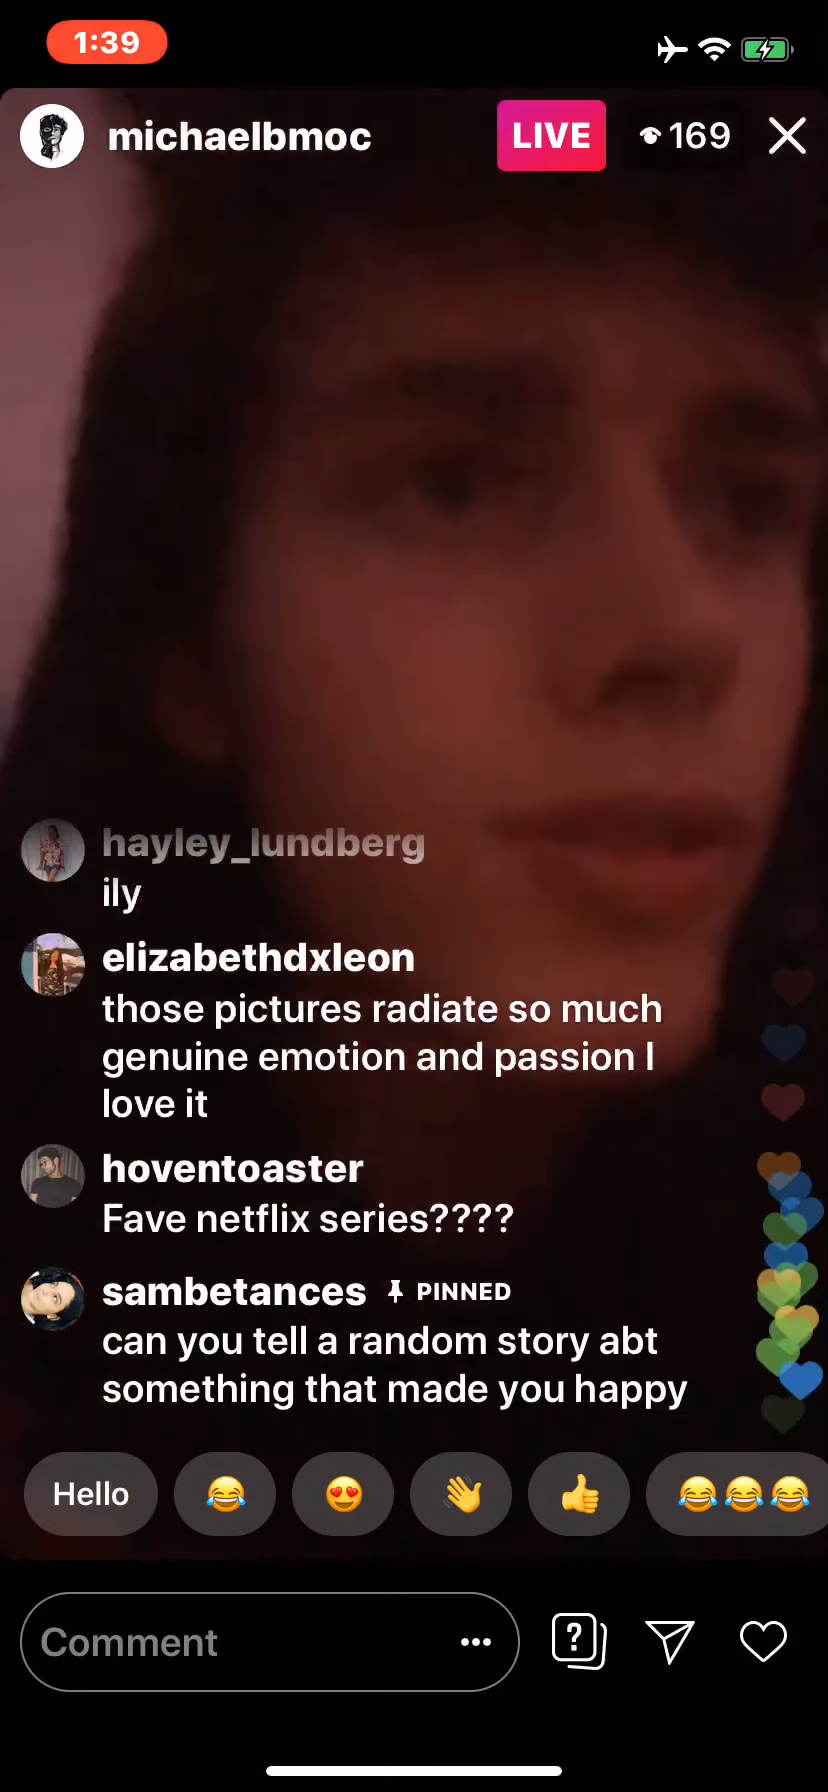 1:39
michaelbmoc LIVE 169
hayley_lundberg
ily
elizabethdxleon
those pictures radiate so much
genuine emotion and passion I
love it
hoventoaster
Fave netflix series????
sambetances PINNED
can you tell a random story abt
something that made you happy
Hello 😂 😍 👋 👍 😂😂😂
Comment ... ?